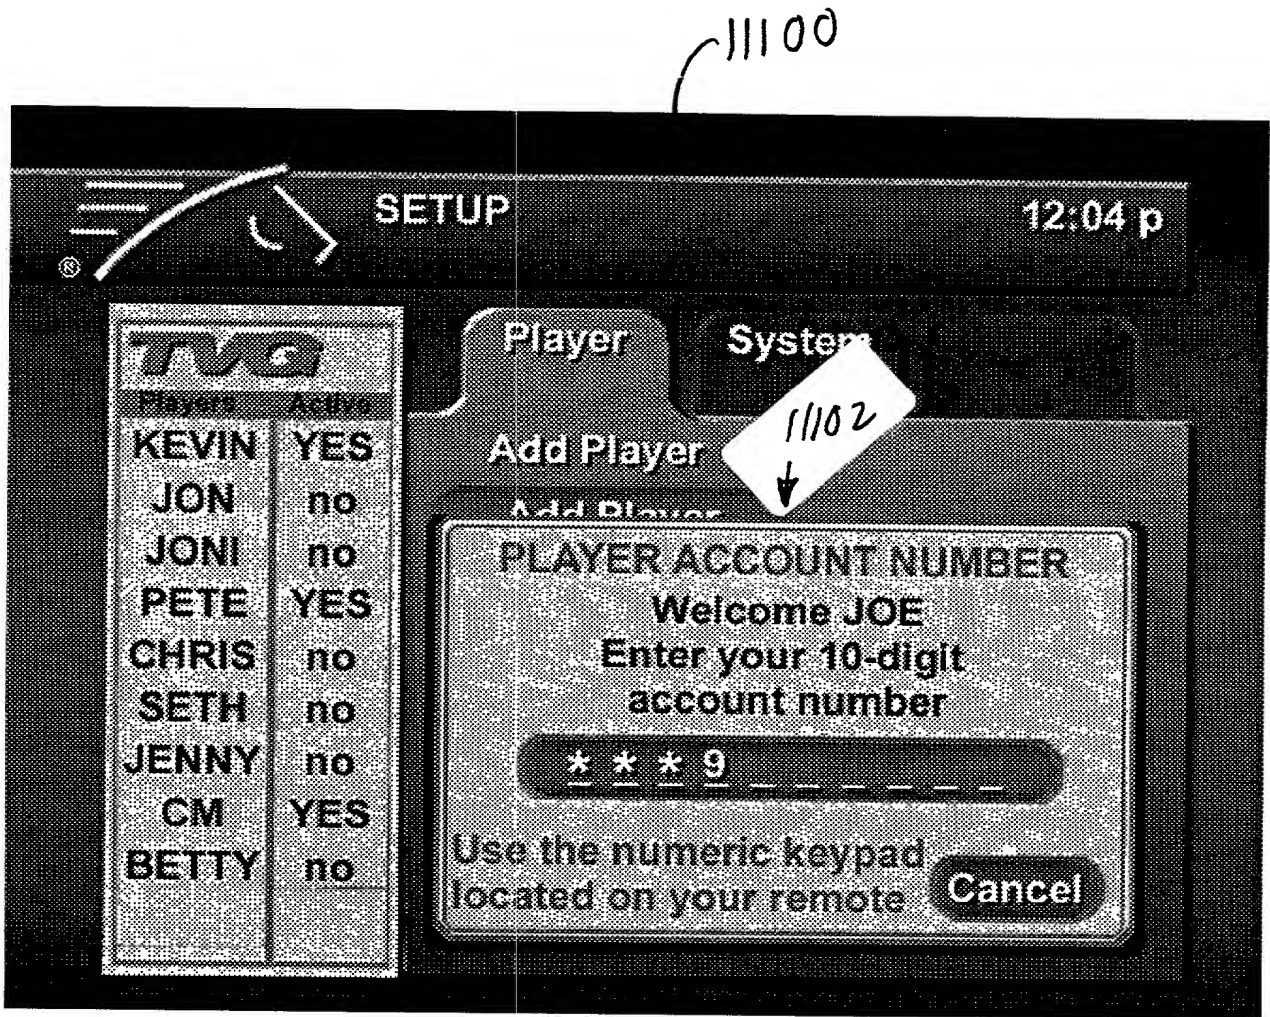 11100
SETUP
12:04 p
®
TVG
Players Active
KEVIN YES
JON no
JONI no
PETE YES
CHRIS no
SETH no
JENNY no
CM YES
BETTY no
Player
System
11102
Add Player
Add Player
PLAYER ACCOUNT NUMBER
Welcome JOE
Enter your 10-digit
account number
* * * 9 _ _ _ _ _ _
Use the numeric keypad
located on your remote
Cancel